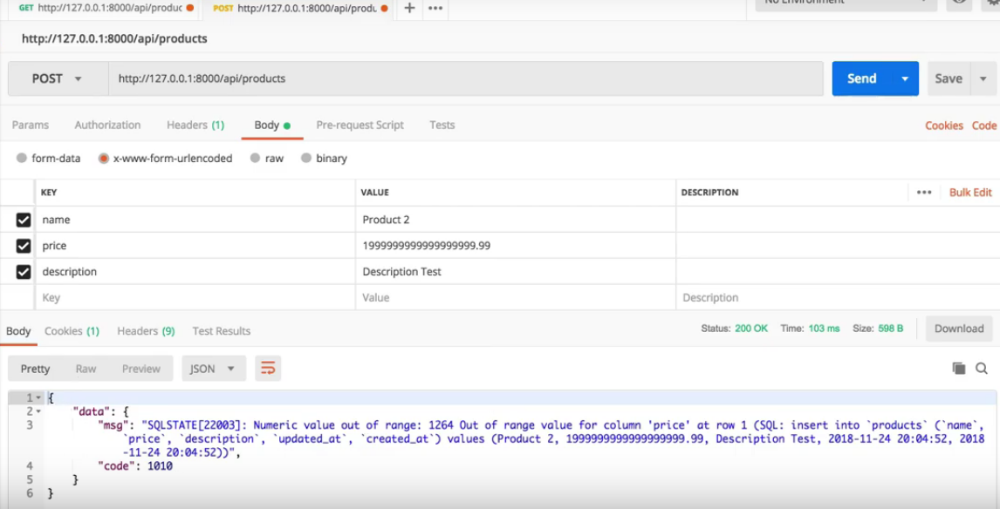 GET http://127.0.0.1:8000/api/produc POST http://127.0.0.1:8000/api/produ + ••• No Environment
http://127.0.0.1:8000/api/products
POST http://127.0.0.1:8000/api/products Send Save
Params Authorization Headers (1) Body Pre-request Script Tests Cookies Code
form-data x-www-form-urlencoded raw binary
KEY VALUE DESCRIPTION ••• Bulk Edit
name Product 2
price 1999999999999999999.99
description Description Test
Key Value Description
Body Cookies (1) Headers (9) Test Results Status: 200 OK Time: 103 ms Size: 598 B Download
Pretty Raw Preview JSON
1 {
2 "data": {
3 "msg": "SQLSTATE[22003]: Numeric value out of range: 1264 Out of range value for column 'price' at row 1 (SQL: insert into `products` (`name`,
`price`, `description`, `updated_at`, `created_at`) values (Product 2, 1999999999999999999.99, Description Test, 2018-11-24 20:04:52, 2018
-11-24 20:04:52))",
4 "code": 1010
5 }
6 }